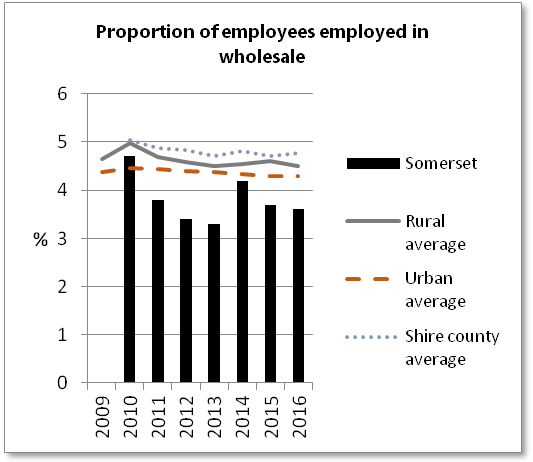 Proportion of employees employed in
wholesale
6
5
4
3
2
1
0
%
2009
2010
2011
2012
2013
2014
2015
2016
Somerset
Rural
average
Urban
average
Shire county
average